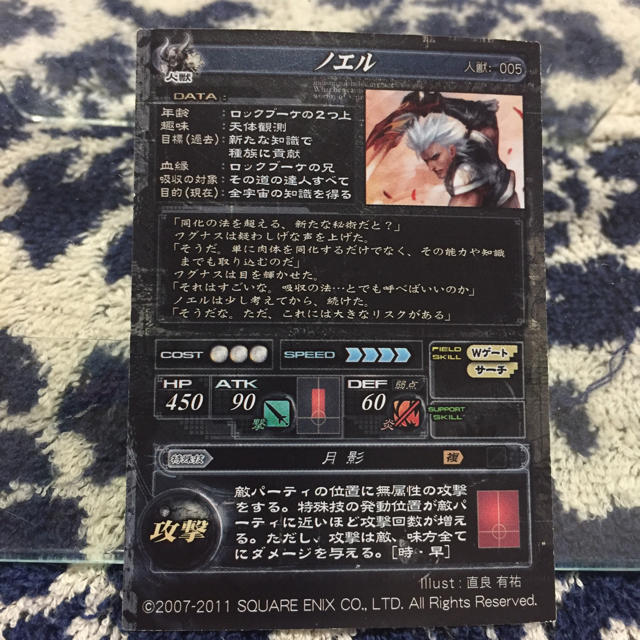 ノエル
人獣
人獣: 005
DATA:
年齢 : ロックブーケの2つ上
趣味 : 天体観測
目標(過去): 新たな知識で
種族に貢献
血縁 : ロックブーケの兄
吸収の対象: その道の達人すべて
目的(現在): 全宇宙の知識を得る
「同化の法を超える、新たな秘術だと?」
ワグナスは疑わしげな声を上げた。
「そうだ。単に肉体を同化するだけでなく、その能力や知識
までも取り込むのだ」
ワグナスは目を輝かせた。
「それはすごいな。吸収の法…とでも呼べばいいのか」
ノエルは少し考えてから、続けた。
「そうだな。ただ、これには大きなリスクがある」
COST SPEED
FIELD SKILL Wゲート
サーチ
HP 450 ATK 90 撃 DEF 60 弱点 炎
SUPPORT SKILL
特殊技 月影 複
攻撃
敵パーティの位置に無属性の攻撃
をする。特殊技の発動位置が敵パー
ティに近いほど攻撃回数が増え
る。ただし、攻撃は敵、味方全て
にダメージを与える。[時・早]
Illust : 直良 有祐
©2007-2011 SQUARE ENIX CO., LTD. All Rights Reserved.